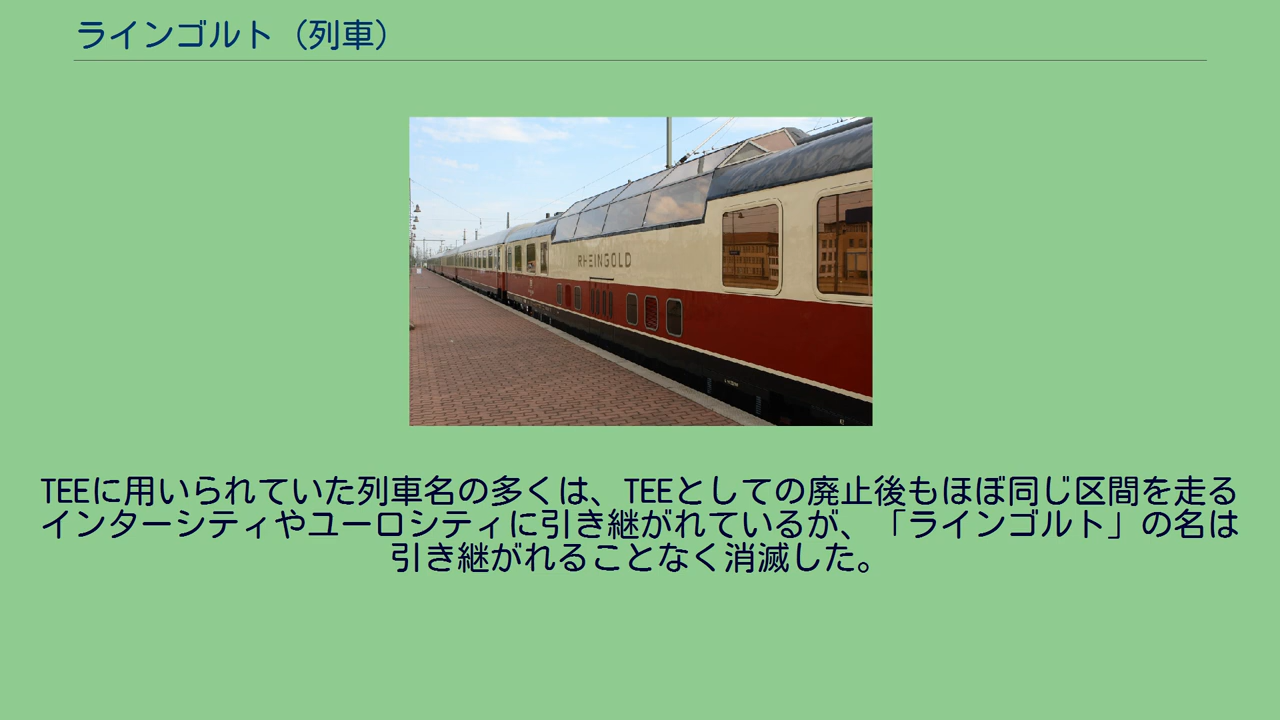 ラインゴルト（列車）
RHEINGOLD
TEEに用いられていた列車名の多くは、TEEとしての廃止後もほぼ同じ区間を走る
インターシティやユーロシティに引き継がれているが、「ラインゴルト」の名は
引き継がれることなく消滅した。